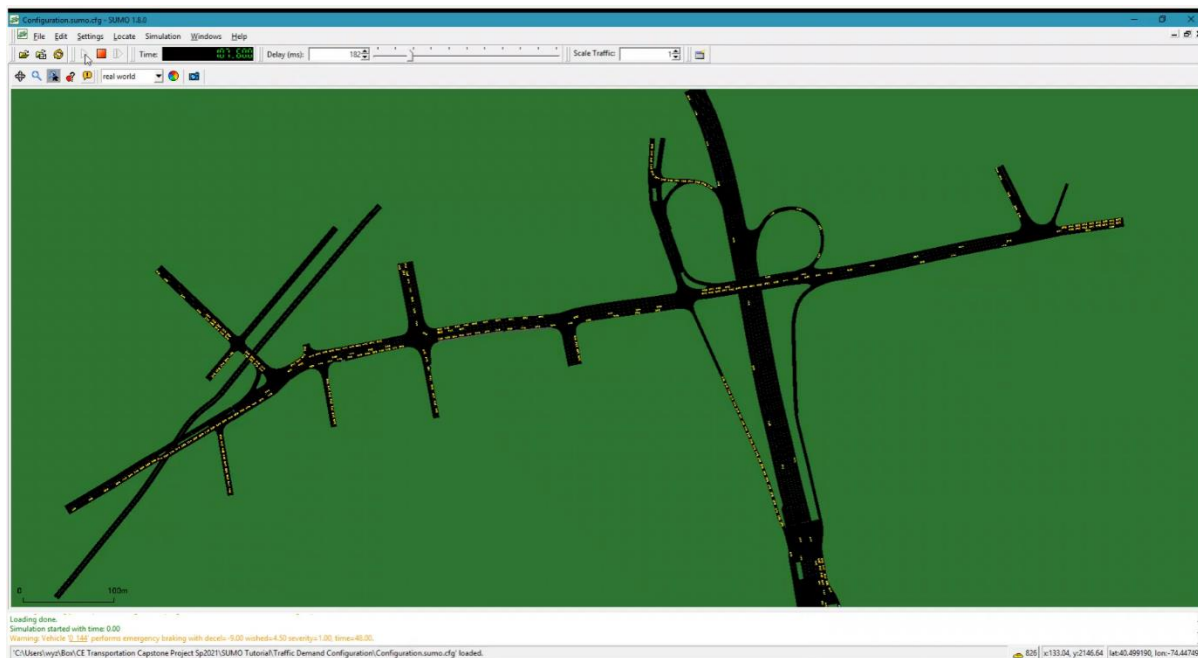 Configuration.sumo.cfg - SUMO 1.8.0
File Edit Settings Locate Simulation Windows Help
Time: Delay (ms): 182 Scale Traffic: 1
real world
0 100m
Loading done.
Simulation started with time: 0.00
Warning: Vehicle '0_144' performs emergency braking with decel=-9.00 wished=4.50 severity=1.00, time=48.00.
'C:\Users\wyz\Box\CE Transportation Capstone Project Sp2021\SUMO Tutorial\Traffic Demand Configuration\Configuration.sumo.cfg' loaded. 826 x:133.04, y:2146.64 lat:40.499190, lon:-74.44749